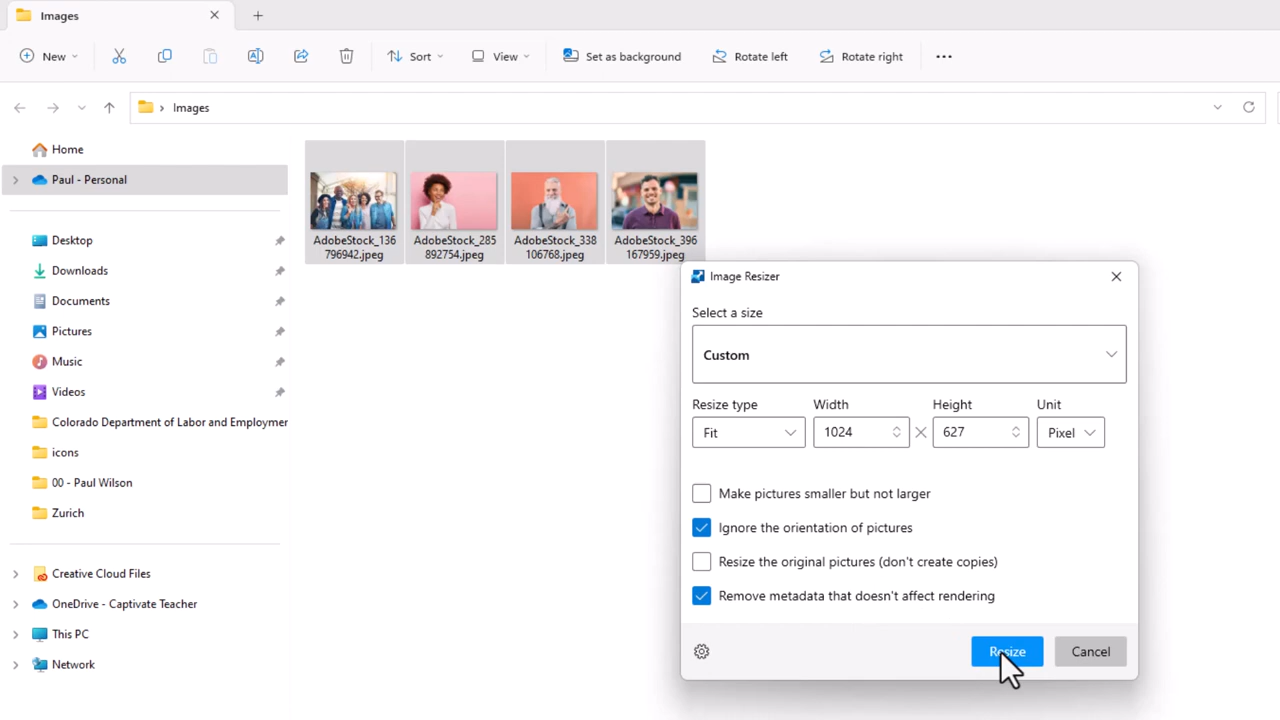 Images
New
Sort
View
Set as background
Rotate left
Rotate right
Images
Home
Paul - Personal
Desktop
Downloads
Documents
Pictures
Music
Videos
Colorado Department of Labor and Employmer
icons
00 - Paul Wilson
Zurich
Creative Cloud Files
OneDrive - Captivate Teacher
This PC
Network
AdobeStock_136
796942.jpeg
AdobeStock_285
892754.jpeg
AdobeStock_338
106768.jpeg
AdobeStock_396
167959.jpeg
Image Resizer
Select a size
Custom
Resize type
Width
Height
Unit
Fit
1024
627
Pixel
Make pictures smaller but not larger
Ignore the orientation of pictures
Resize the original pictures (don't create copies)
Remove metadata that doesn't affect rendering
Resize
Cancel